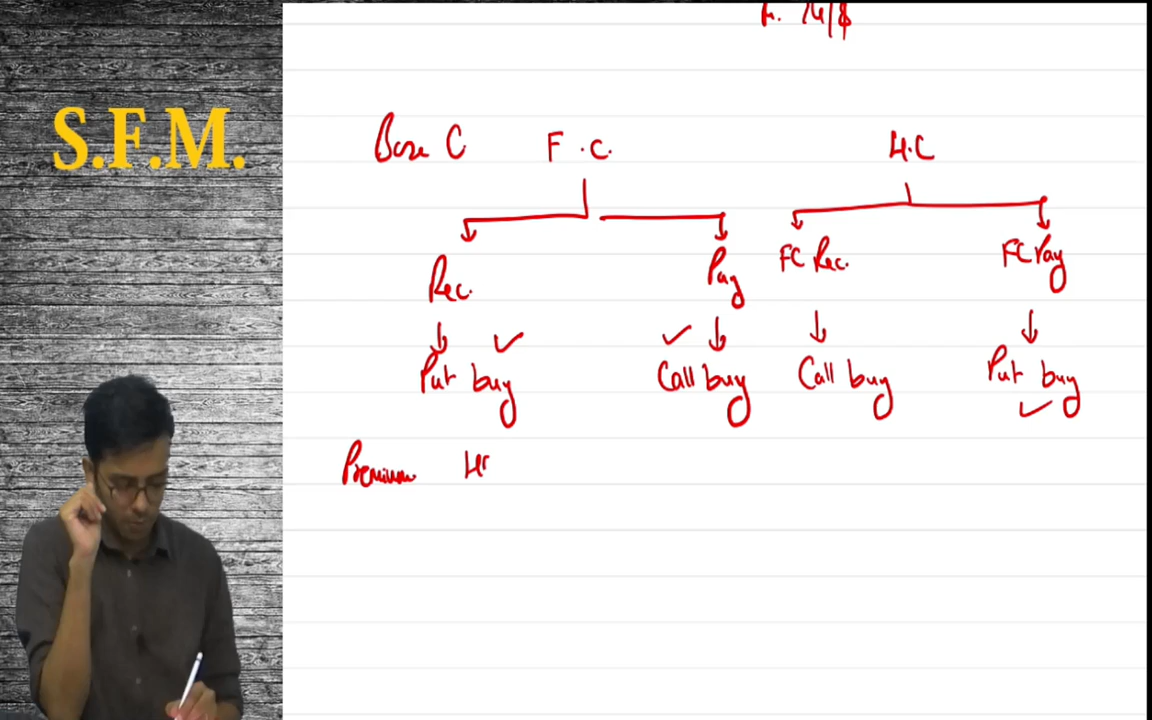 S.F.M.
Base C F.C. H.C
Rec. Pay FC Rec. FC Pay
Put buy Call buy Call buy Put buy
Premium